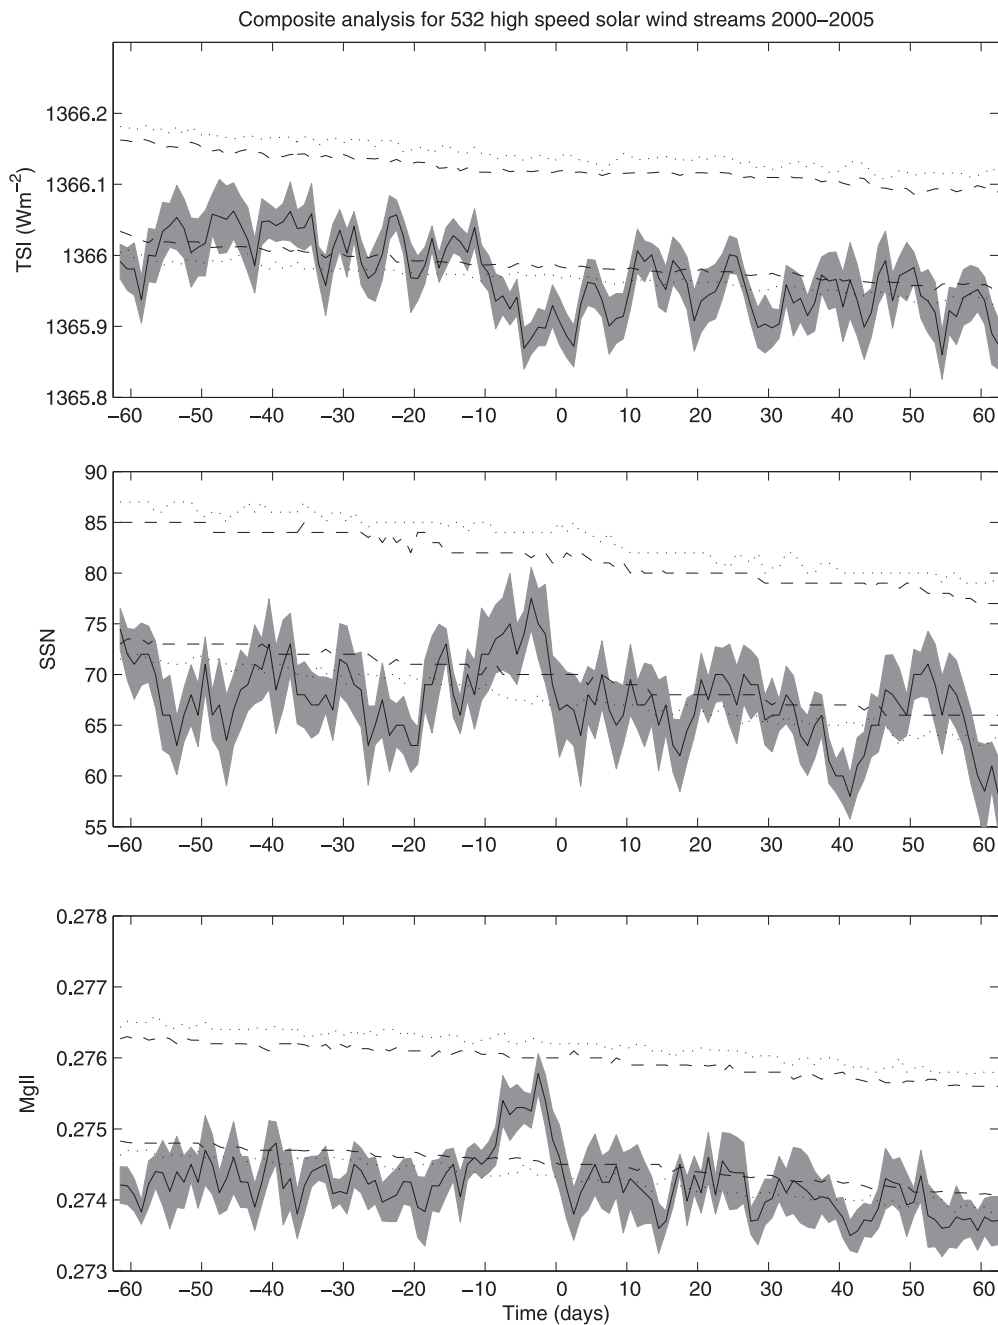 Composite analysis for 532 high speed solar wind streams 2000–2005
1366.2
1366.1
1366
1365.9
1365.8
TSI (Wm−2)
−60 −50 −40 −30 −20 −10 0 10 20 30 40 50 60
90
85
80
75
70
65
60
55
SSN
−60 −50 −40 −30 −20 −10 0 10 20 30 40 50 60
0.278
0.277
0.276
0.275
0.274
0.273
MgII
−60 −50 −40 −30 −20 −10 0 10 20 30 40 50 60
Time (days)